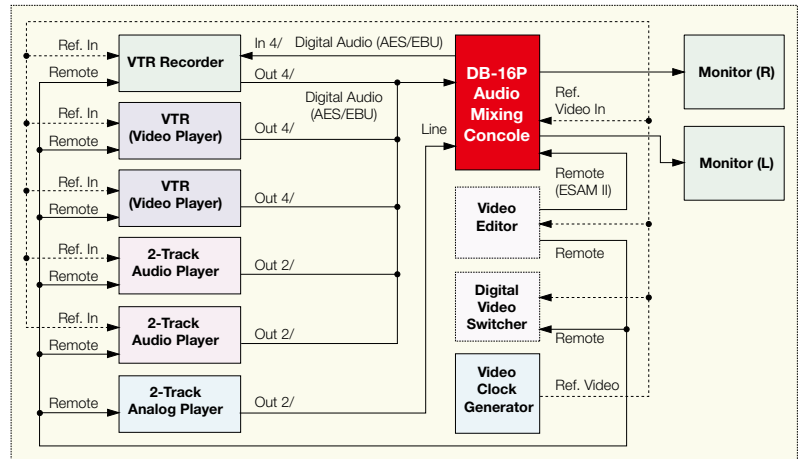 Ref. In
Remote
VTR Recorder
In 4/
Digital Audio (AES/EBU)
Out 4/
Digital Audio
(AES/EBU)
DB-16P
Audio
Mixing
Concole
Ref.
Video In
Monitor (R)
Monitor (L)
Ref. In
Remote
VTR
(Video Player)
Out 4/
Line
Ref. In
Remote
VTR
(Video Player)
Out 4/
Remote
(ESAM II)
Video
Editor
Remote
Ref. In
Remote
2-Track
Audio Player
Out 2/
Digital
Video
Switcher
Remote
Ref. In
Remote
2-Track
Audio Player
Out 2/
Remote
2-Track
Analog Player
Out 2/
Video
Clock
Generator
Ref. Video